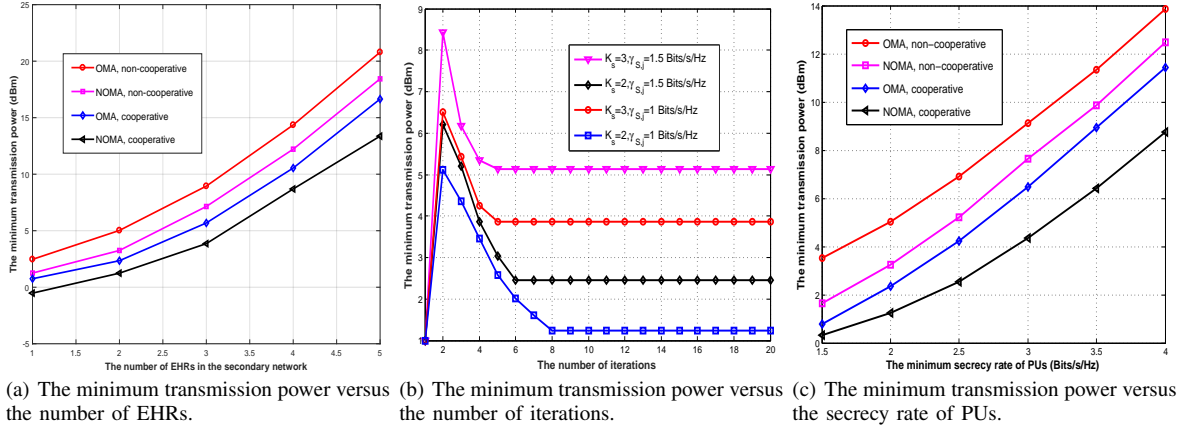 The minimum transmission power (dBm)
25
20
15
10
5
0
-5
OMA, non-cooperative
NOMA, non-cooperative
OMA, cooperative
NOMA, cooperative
1
1.5
2
2.5
3
3.5
4
4.5
5
The number of EHRs in the secondary network
(a) The minimum transmission power versus
the number of EHRs.
The minimum transmission power (dBm)
9
8
7
6
5
4
3
2
1
K_s=3,γ_{S,j}=1.5 Bits/s/Hz
K_s=2,γ_{S,j}=1.5 Bits/s/Hz
K_s=3,γ_{S,j}=1 Bits/s/Hz
K_s=2,γ_{S,j}=1 Bits/s/Hz
2
4
6
8
10
12
14
16
18
20
The number of iterations
(b) The minimum transmission power versus
the number of iterations.
The minimum transmission power (dBm)
14
12
10
8
6
4
2
0
OMA, non−cooperative
NOMA, non−cooperative
OMA, cooperative
NOMA, cooperative
1.5
2
2.5
3
3.5
4
The minimum secrecy rate of PUs (Bits/s/Hz)
(c) The minimum transmission power versus
the secrecy rate of PUs.